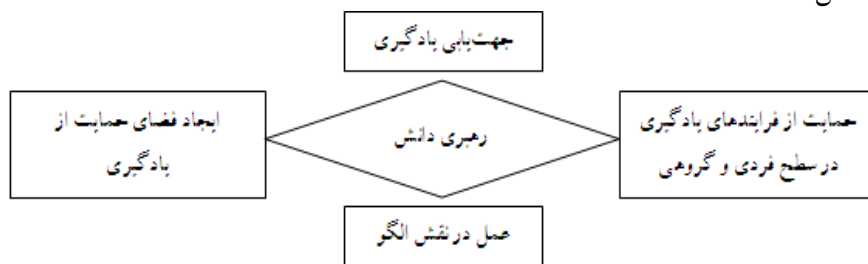 جهت‌یابی یادگیری
حمایت از فرایندهای یادگیری
در سطح فردی و گروهی
رهبری دانش
ایجاد فضای حمایت از
یادگیری
عمل در نقش الگو